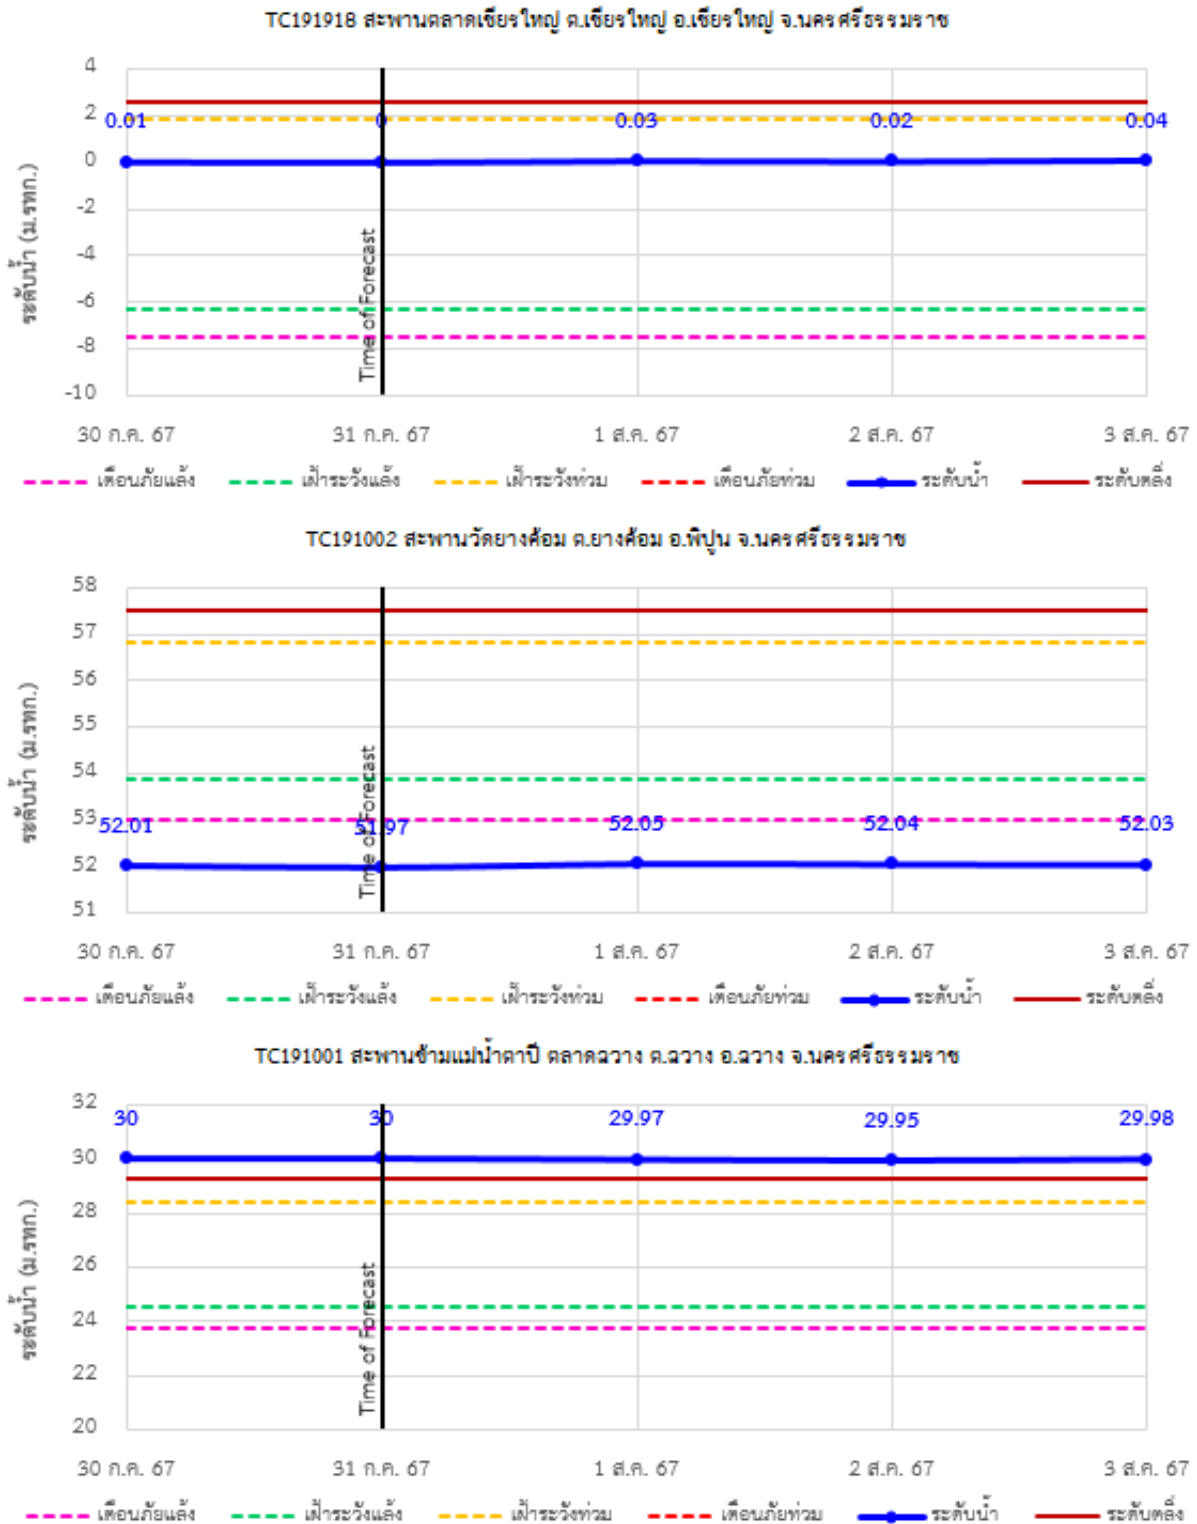 TC191918 สะพานตลาดเชียรใหญ่ ต.เชียรใหญ่ อ.เชียรใหญ่ จ.นครศรีธรรมราช
ระดับน้ำ (ม.รทก.)
4
2
0
-2
-4
-6
-8
-10
0.01
0
0.03
0.02
0.04
Time of Forecast
30 ก.ค. 67
31 ก.ค. 67
1 ส.ค. 67
2 ส.ค. 67
3 ส.ค. 67
เตือนภัยแล้ง เฝ้าระวังแล้ง เฝ้าระวังท่วม เตือนภัยท่วม ระดับน้ำ ระดับตลิ่ง
TC191002 สะพานวัดยางค้อม ต.ยางค้อม อ.พิปูน จ.นครศรีธรรมราช
ระดับน้ำ (ม.รทก.)
58
57
56
55
54
53
52
51
52.01
51.97
52.05
52.04
52.03
Time of Forecast
30 ก.ค. 67
31 ก.ค. 67
1 ส.ค. 67
2 ส.ค. 67
3 ส.ค. 67
เตือนภัยแล้ง เฝ้าระวังแล้ง เฝ้าระวังท่วม เตือนภัยท่วม ระดับน้ำ ระดับตลิ่ง
TC191001 สะพานข้ามแม่น้ำตาปี ตลาดฉวาง ต.ฉวาง อ.ฉวาง จ.นครศรีธรรมราช
ระดับน้ำ (ม.รทก.)
32
30
28
26
24
22
20
30
30
29.97
29.95
29.98
Time of Forecast
30 ก.ค. 67
31 ก.ค. 67
1 ส.ค. 67
2 ส.ค. 67
3 ส.ค. 67
เตือนภัยแล้ง เฝ้าระวังแล้ง เฝ้าระวังท่วม เตือนภัยท่วม ระดับน้ำ ระดับตลิ่ง